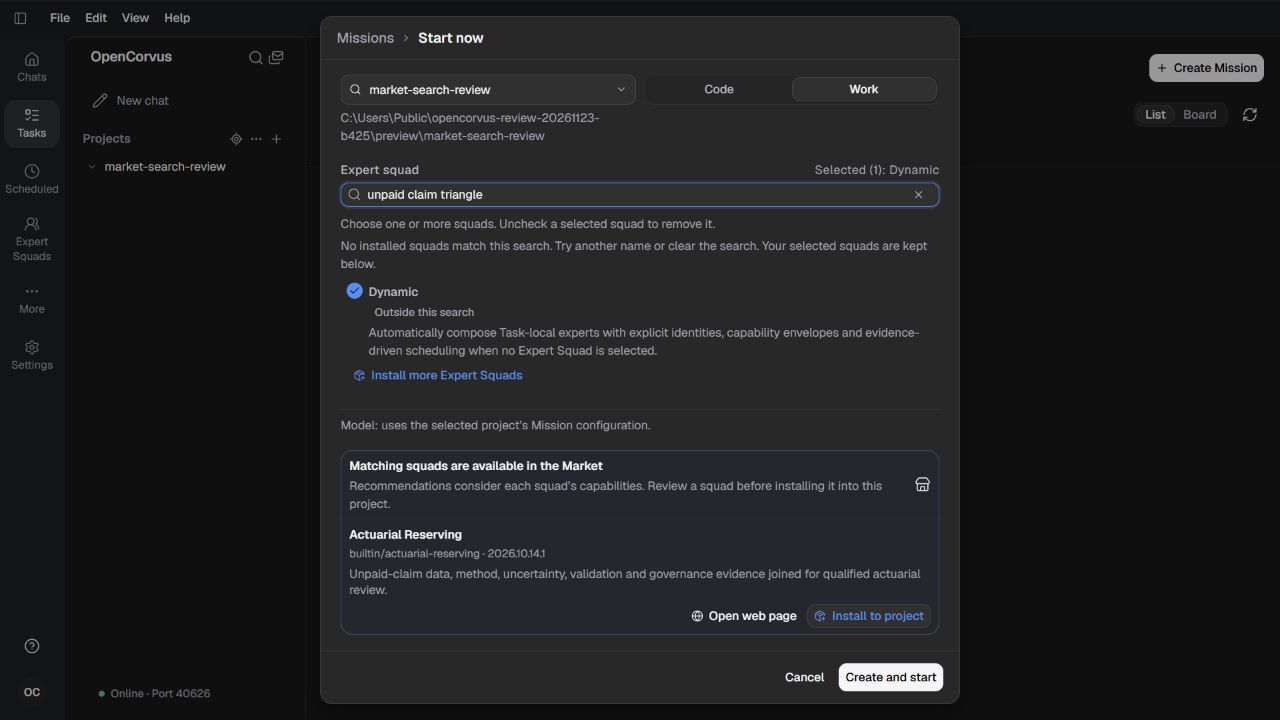 File Edit View Help
Chats
Tasks
Scheduled
Expert
Squads
More
Settings
OC
OpenCorvus
New chat
Projects
market-search-review
Online · Port 40626
Create Mission
List Board
Missions › Start now
market-search-review
Code Work
C:\Users\Public\opencorvus-review-20261123-
b425\preview\market-search-review
Expert squad Selected (1): Dynamic
unpaid claim triangle
Choose one or more squads. Uncheck a selected squad to remove it.
No installed squads match this search. Try another name or clear the search. Your selected squads are kept
below.
Dynamic
Outside this search
Automatically compose Task-local experts with explicit identities, capability envelopes and evidence-
driven scheduling when no Expert Squad is selected.
Install more Expert Squads
Model: uses the selected project's Mission configuration.
Matching squads are available in the Market
Recommendations consider each squad's capabilities. Review a squad before installing it into this
project.
Actuarial Reserving
builtin/actuarial-reserving · 2026.10.14.1
Unpaid-claim data, method, uncertainty, validation and governance evidence joined for qualified actuarial
review.
Open web page Install to project
Cancel Create and start